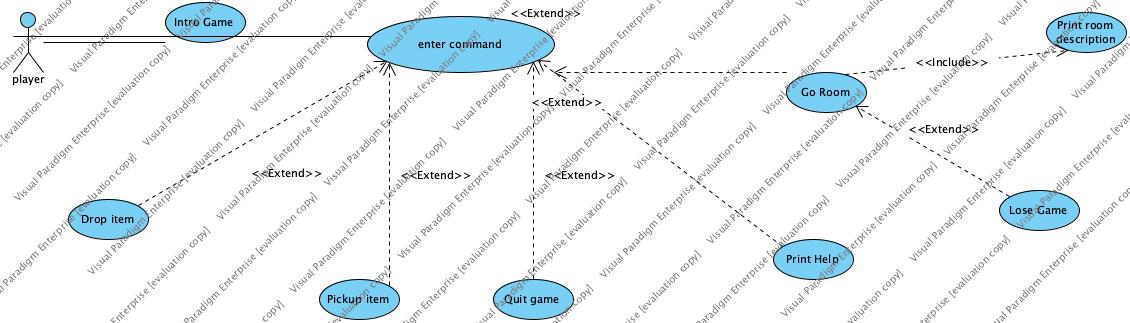 Intro Game
<<Extend>>
Print room
description
enter command
player
<<Include>>
Go Room
<<Extend>>
<<Extend>>
<<Extend>>
<<Extend>>
<<Extend>>
Drop item
Lose Game
Print Help
Pickup item
Quit game
Visual Paradigm Enterprise [evaluation copy]